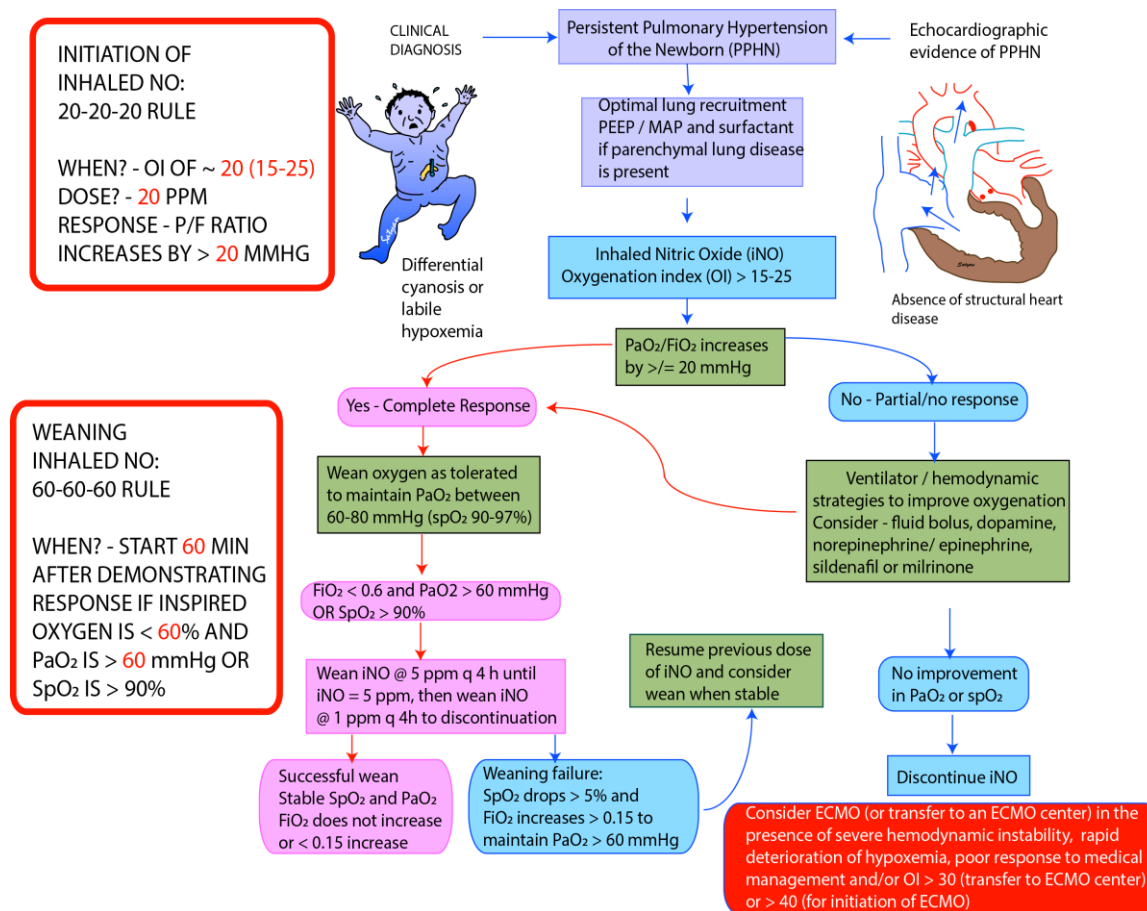 INITIATION OF
INHALED NO:
20-20-20 RULE
WHEN? - OI OF ~ 20 (15-25)
DOSE? - 20 PPM
RESPONSE - P/F RATIO
INCREASES BY > 20 MMHG
CLINICAL
DIAGNOSIS
Persistent Pulmonary Hypertension
of the Newborn (PPHN)
Echocardiographic
evidence of PPHN
Optimal lung recruitment
PEEP / MAP and surfactant
if parenchymal lung disease
is present
Differential
cyanosis or
labile
hypoxemia
Absence of structural heart
disease
Inhaled Nitric Oxide (iNO)
Oxygenation index (OI) > 15-25
PaO₂/FiO₂ increases
by >/= 20 mmHg
Yes - Complete Response
No - Partial/no response
WEANING
INHALED NO:
60-60-60 RULE
WHEN? - START 60 MIN
AFTER DEMONSTRATING
RESPONSE IF INSPIRED
OXYGEN IS < 60% AND
PaO₂ IS > 60 mmHg OR
SpO₂ IS > 90%
Wean oxygen as tolerated
to maintain PaO₂ between
60-80 mmHg (spO₂ 90-97%)
Ventilator / hemodynamic
strategies to improve oxygenation
Consider - fluid bolus, dopamine,
norepinephrine/ epinephrine,
sildenafil or milrinone
FiO₂ < 0.6 and PaO2 > 60 mmHg
OR SpO₂ > 90%
Wean iNO @ 5 ppm q 4 h until
iNO = 5 ppm, then wean iNO
@ 1 ppm q 4h to discontinuation
Resume previous dose
of iNO and consider
wean when stable
No improvement
in PaO₂ or spO₂
Successful wean
Stable SpO₂ and PaO₂
FiO₂ does not increase
or < 0.15 increase
Weaning failure:
SpO₂ drops > 5% and
FiO₂ increases > 0.15 to
maintain PaO₂ > 60 mmHg
Discontinue iNO
Consider ECMO (or transfer to an ECMO center) in the
presence of severe hemodynamic instability, rapid
deterioration of hypoxemia, poor response to medical
management and/or OI > 30 (transfer to ECMO center)
or > 40 (for initiation of ECMO)